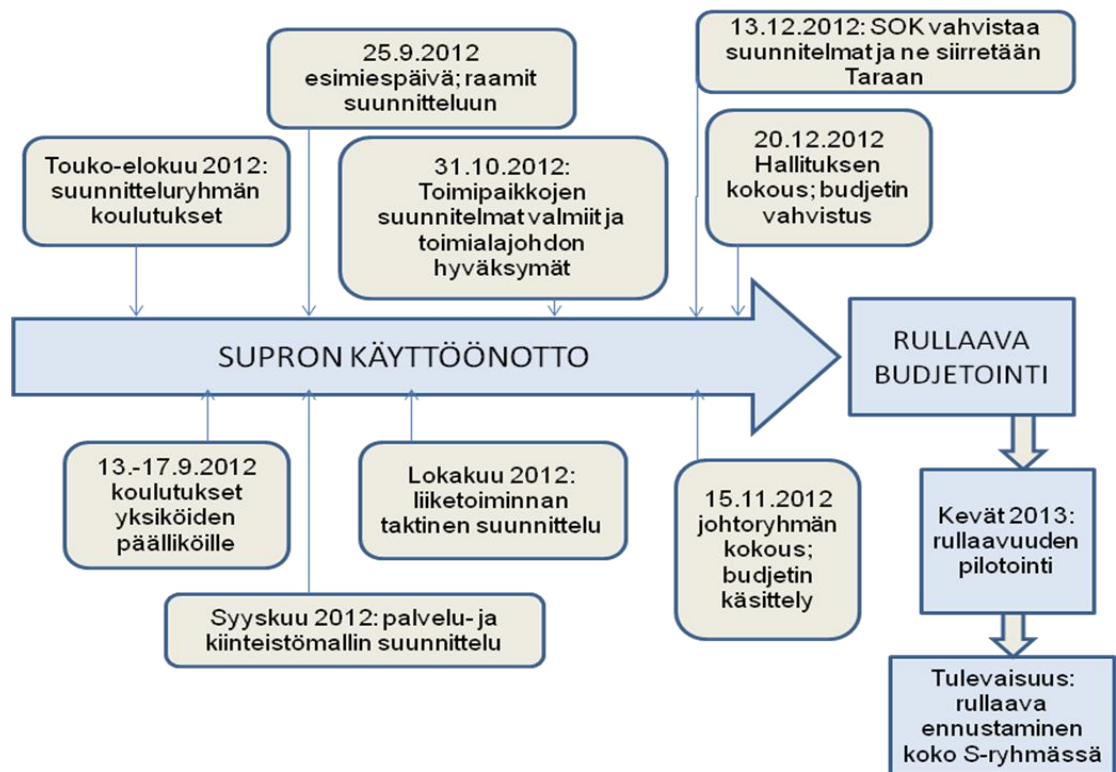 25.9.2012
esimiespäivä; raamit
suunnitteluun
13.12.2012: SOK vahvistaa
suunnitelmat ja ne siirretään
Taraan
Touko-elokuu 2012:
suunnitteluryhmän
koulutukset
31.10.2012:
Toimipaikkojen
suunnitelmat valmiit ja
toimialajohdon
hyväksymät
20.12.2012
Hallituksen
kokous; budjetin
vahvistus
SUPRON KÄYTTÖÖNOTTO
RULLAAVA
BUDJETOINTI
13.-17.9.2012
koulutukset
yksiköiden
päälliköille
Lokakuu 2012:
liiketoiminnan
taktinen suunnittelu
15.11.2012
johtoryhmän
kokous;
budjetin
käsittely
Syyskuu 2012: palvelu- ja
kiinteistömallin suunnittelu
Kevät 2013:
rullaavuuden
pilotointi
Tulevaisuus:
rullaava
ennustaminen
koko S-ryhmässä